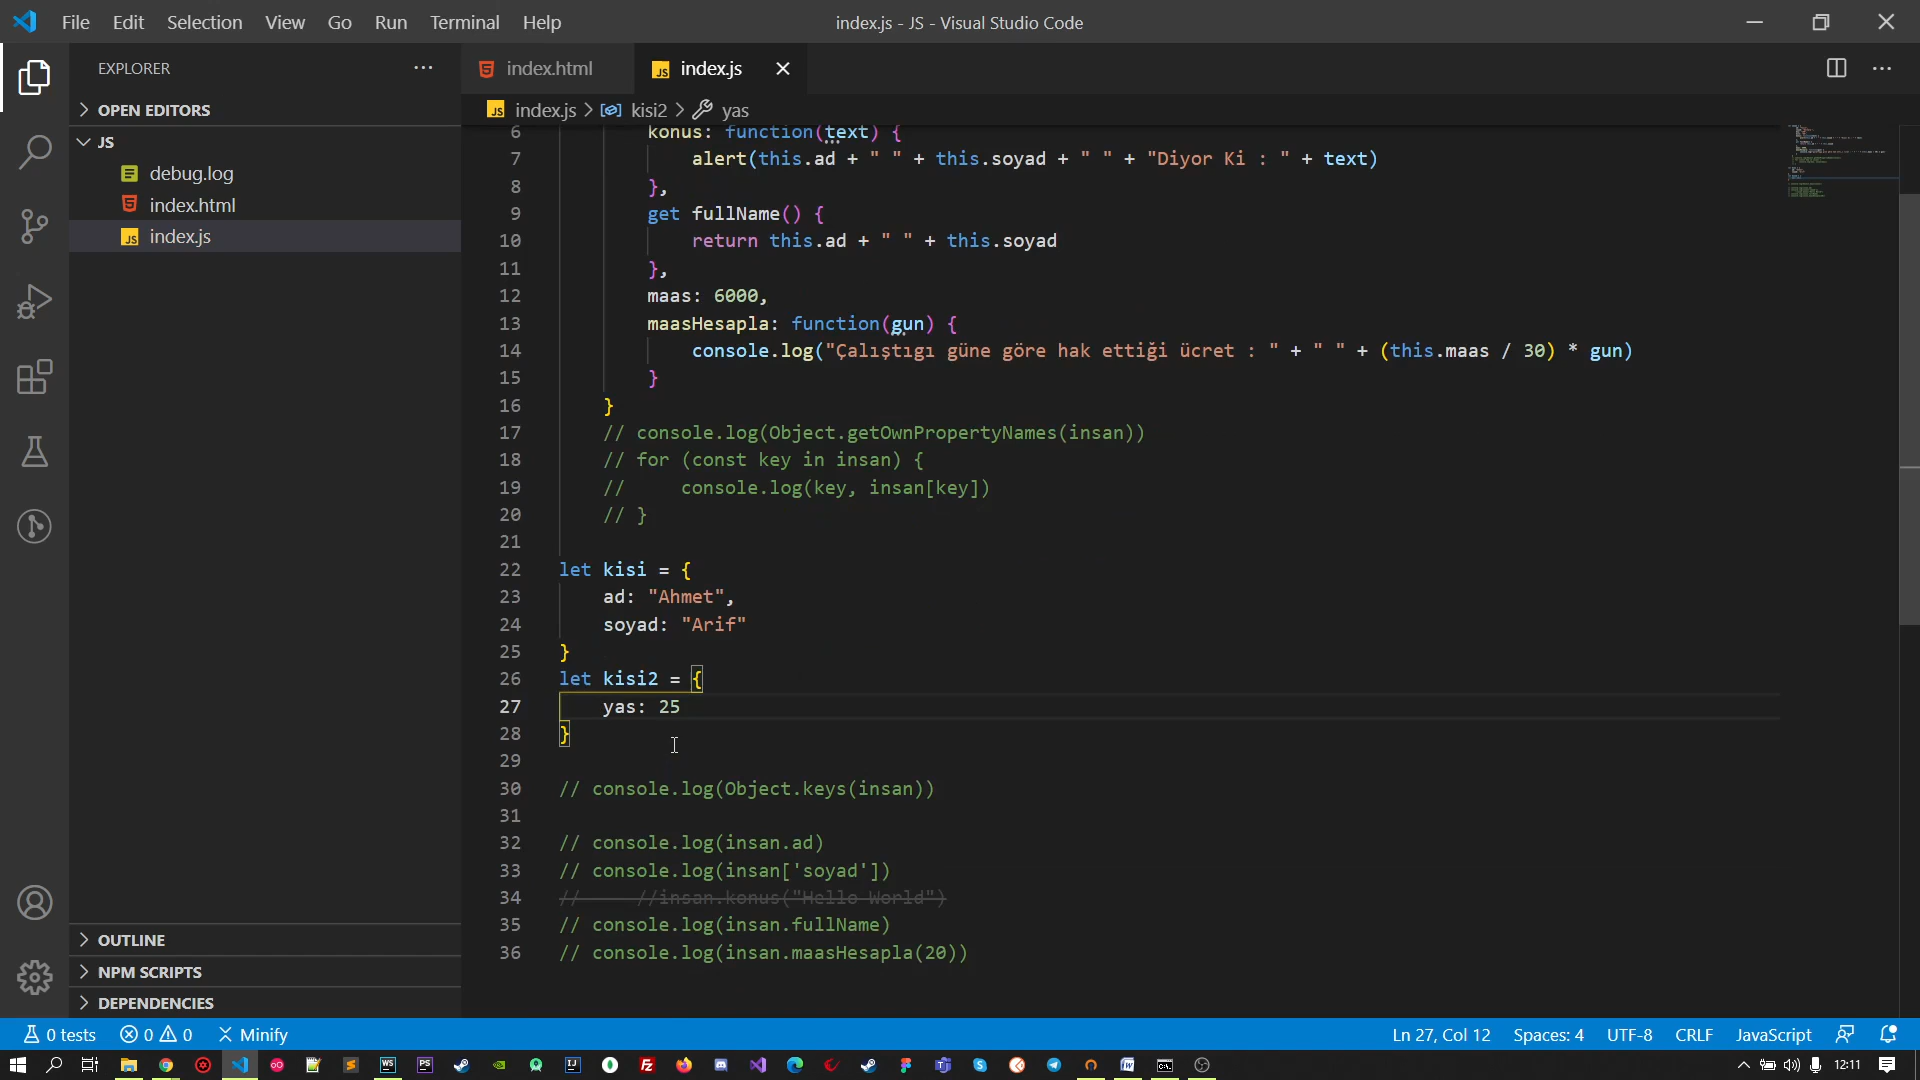 File Edit Selection View Go Run Terminal Help
index.js - JS - Visual Studio Code
EXPLORER
index.html
index.js
OPEN EDITORS
index.js > kisi2 > yas
JS
debug.log
index.html
index.js
6 konus: function(text) {
7 alert(this.ad + " " + this.soyad + " " + "Diyor Ki : " + text)
8 },
9 get fullName() {
10 return this.ad + " " + this.soyad
11 },
12 maas: 6000,
13 maasHesapla: function(gun) {
14 console.log("Çalıştıgı güne göre hak ettiği ücret : " + " " + (this.maas / 30) * gun)
15 }
16 }
17 // console.log(Object.getOwnPropertyNames(insan))
18 // for (const key in insan) {
19 // console.log(key, insan[key])
20 // }
21
22 let kisi = {
23 ad: "Ahmet",
24 soyad: "Arif"
25 }
26 let kisi2 = {
27 yas: 25
28 }
29
30 // console.log(Object.keys(insan))
31
32 // console.log(insan.ad)
33 // console.log(insan['soyad'])
34 // //insan.konus("Hello World")
35 // console.log(insan.fullName)
36 // console.log(insan.maasHesapla(20))
OUTLINE
NPM SCRIPTS
DEPENDENCIES
0 tests 0 0 Minify
Ln 27, Col 12 Spaces: 4 UTF-8 CRLF JavaScript
12:11